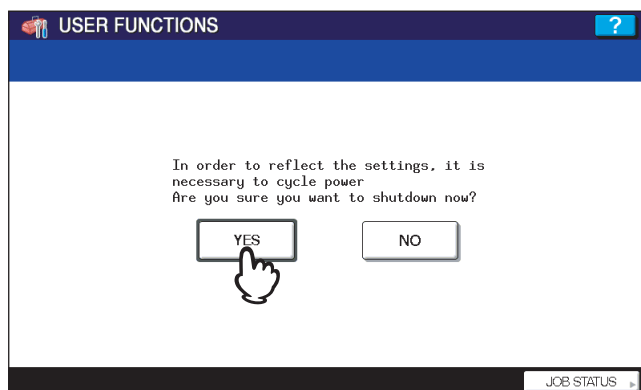 USER FUNCTIONS
?
In order to reflect the settings, it is
necessary to cycle power
Are you sure you want to shutdown now?
YES
NO
JOB STATUS